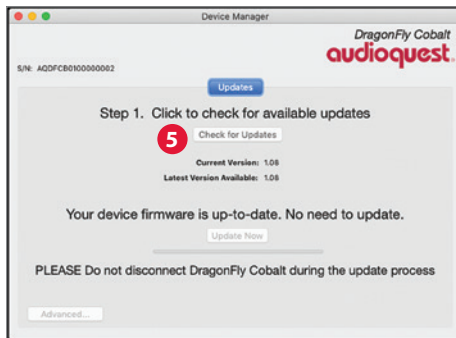 Device Manager
DragonFly Cobalt
audioquest.
S/N: AQDFCB0100000002
Updates
Step 1. Click to check for available updates
5
Check for Updates
Current Version: 1.06
Latest Version Available: 1.06
Your device firmware is up-to-date. No need to update.
Update Now
PLEASE Do not disconnect DragonFly Cobalt during the update process
Advanced...